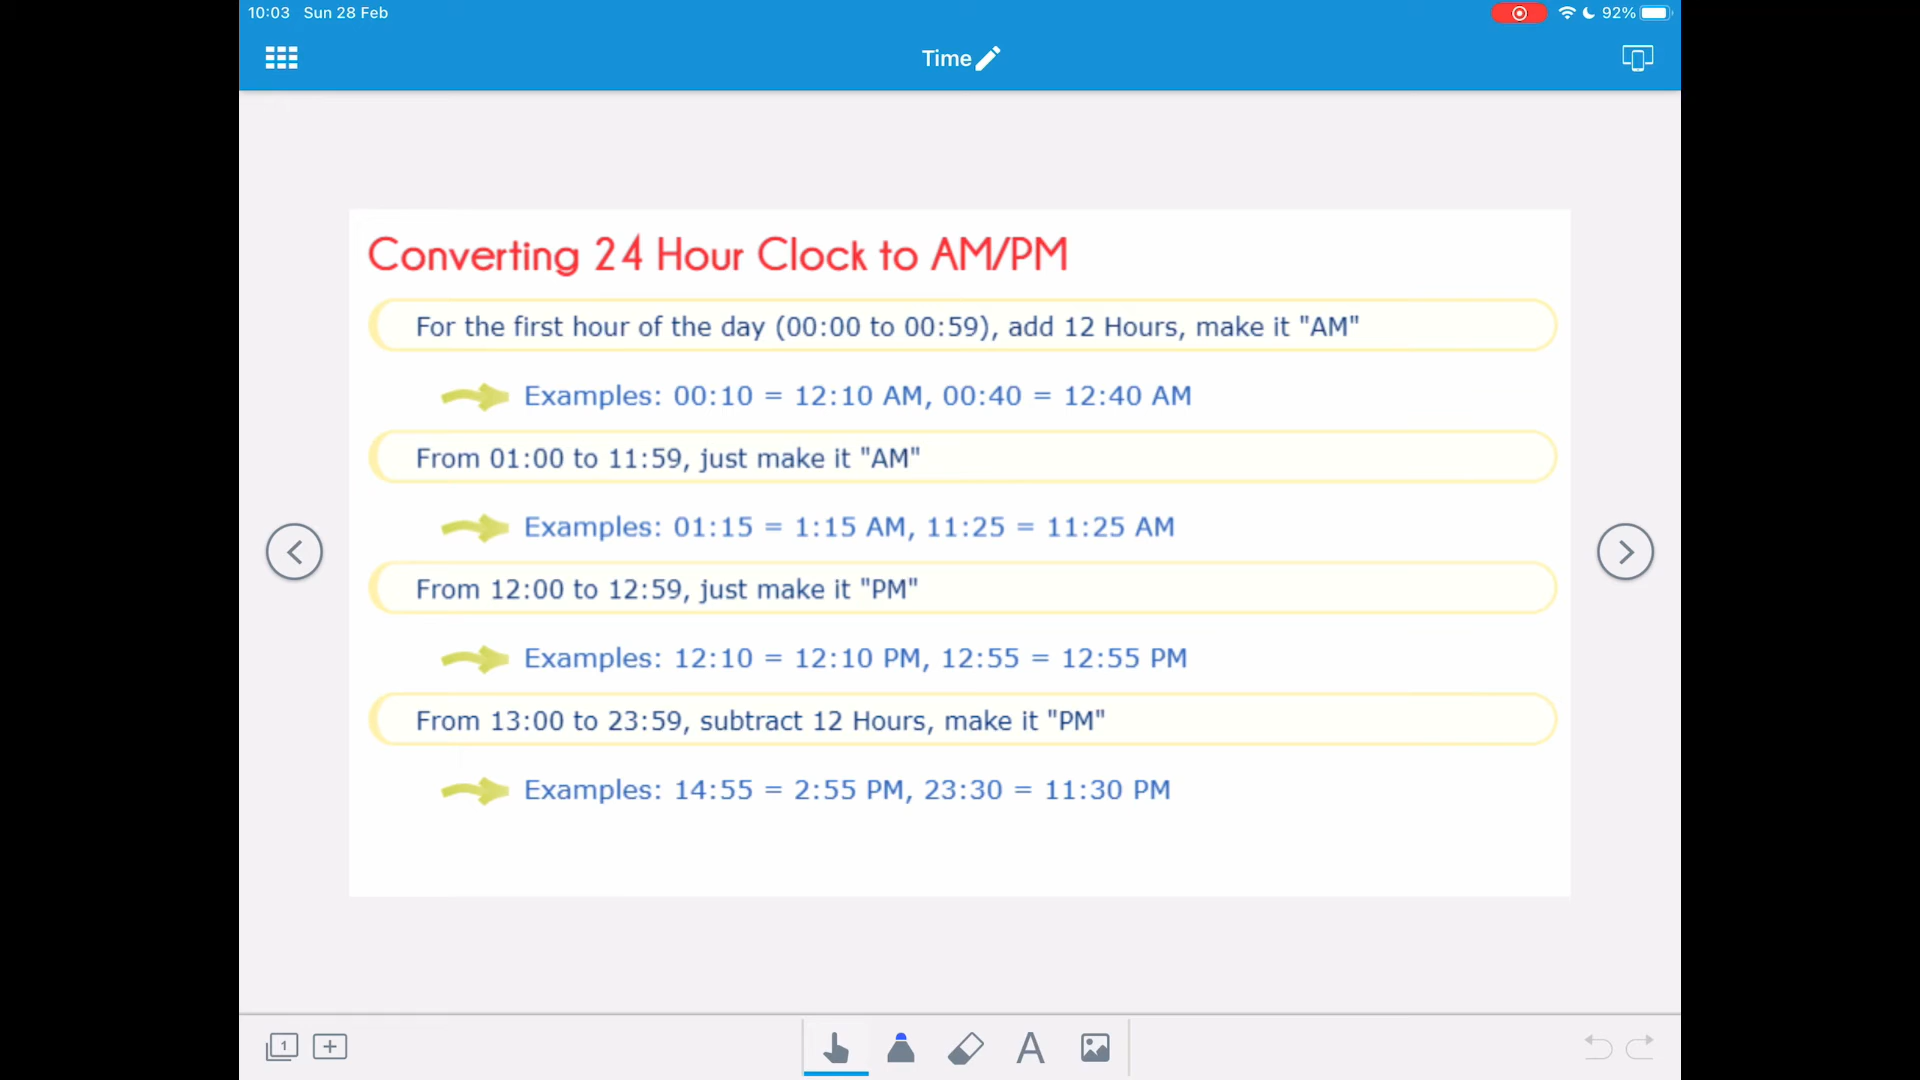 10:03 Sun 28 Feb
92%
Time
Converting 24 Hour Clock to AM/PM
For the first hour of the day (00:00 to 00:59), add 12 Hours, make it "AM"
Examples: 00:10 = 12:10 AM, 00:40 = 12:40 AM
From 01:00 to 11:59, just make it "AM"
Examples: 01:15 = 1:15 AM, 11:25 = 11:25 AM
From 12:00 to 12:59, just make it "PM"
Examples: 12:10 = 12:10 PM, 12:55 = 12:55 PM
From 13:00 to 23:59, subtract 12 Hours, make it "PM"
Examples: 14:55 = 2:55 PM, 23:30 = 11:30 PM
1
A